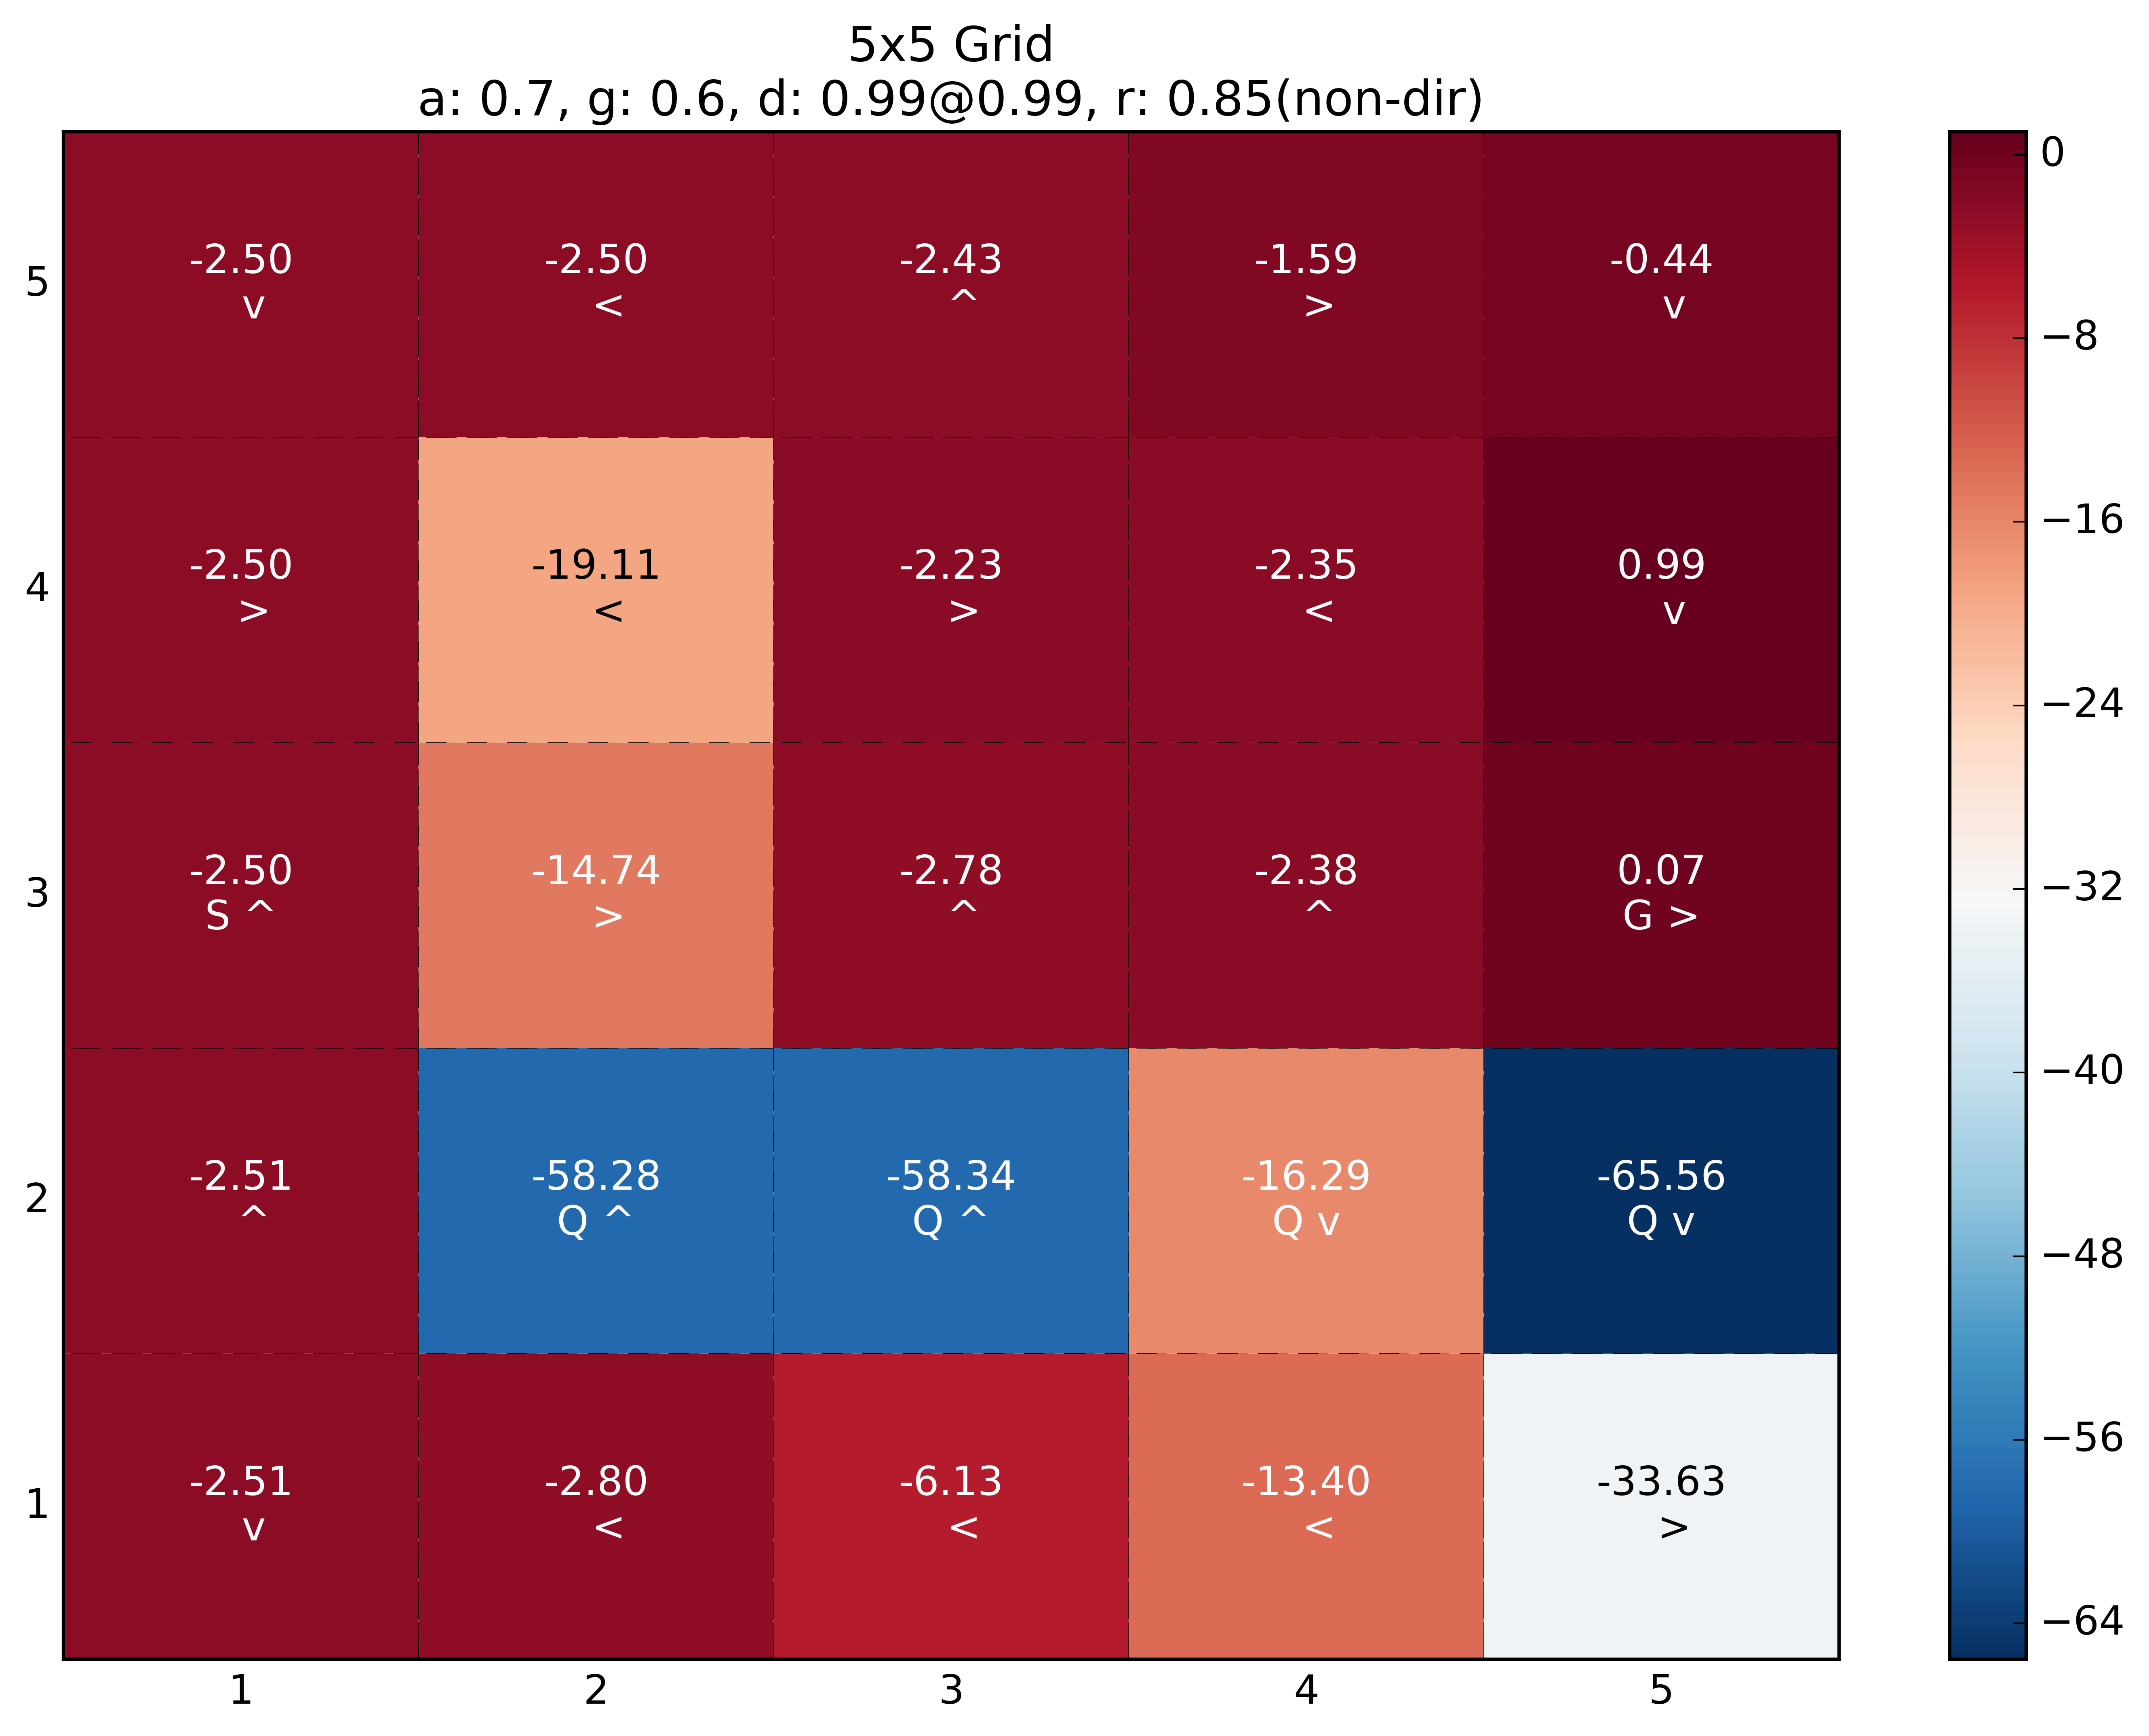 5x5 Grid
a: 0.7, g: 0.6, d: 0.99@0.99, r: 0.85(non-dir)
5 -2.50 -2.50 -2.43 -1.59 -0.44
v < ^ > v
4 -2.50 -19.11 -2.23 -2.35 0.99
> < > < v
3 -2.50 -14.74 -2.78 -2.38 0.07
S ^ > ^ ^ G >
2 -2.51 -58.28 -58.34 -16.29 -65.56
^ Q ^ Q ^ Q v Q v
1 -2.51 -2.80 -6.13 -13.40 -33.63
v < < < >
1 2 3 4 5
0
−8
−16
−24
−32
−40
−48
−56
−64